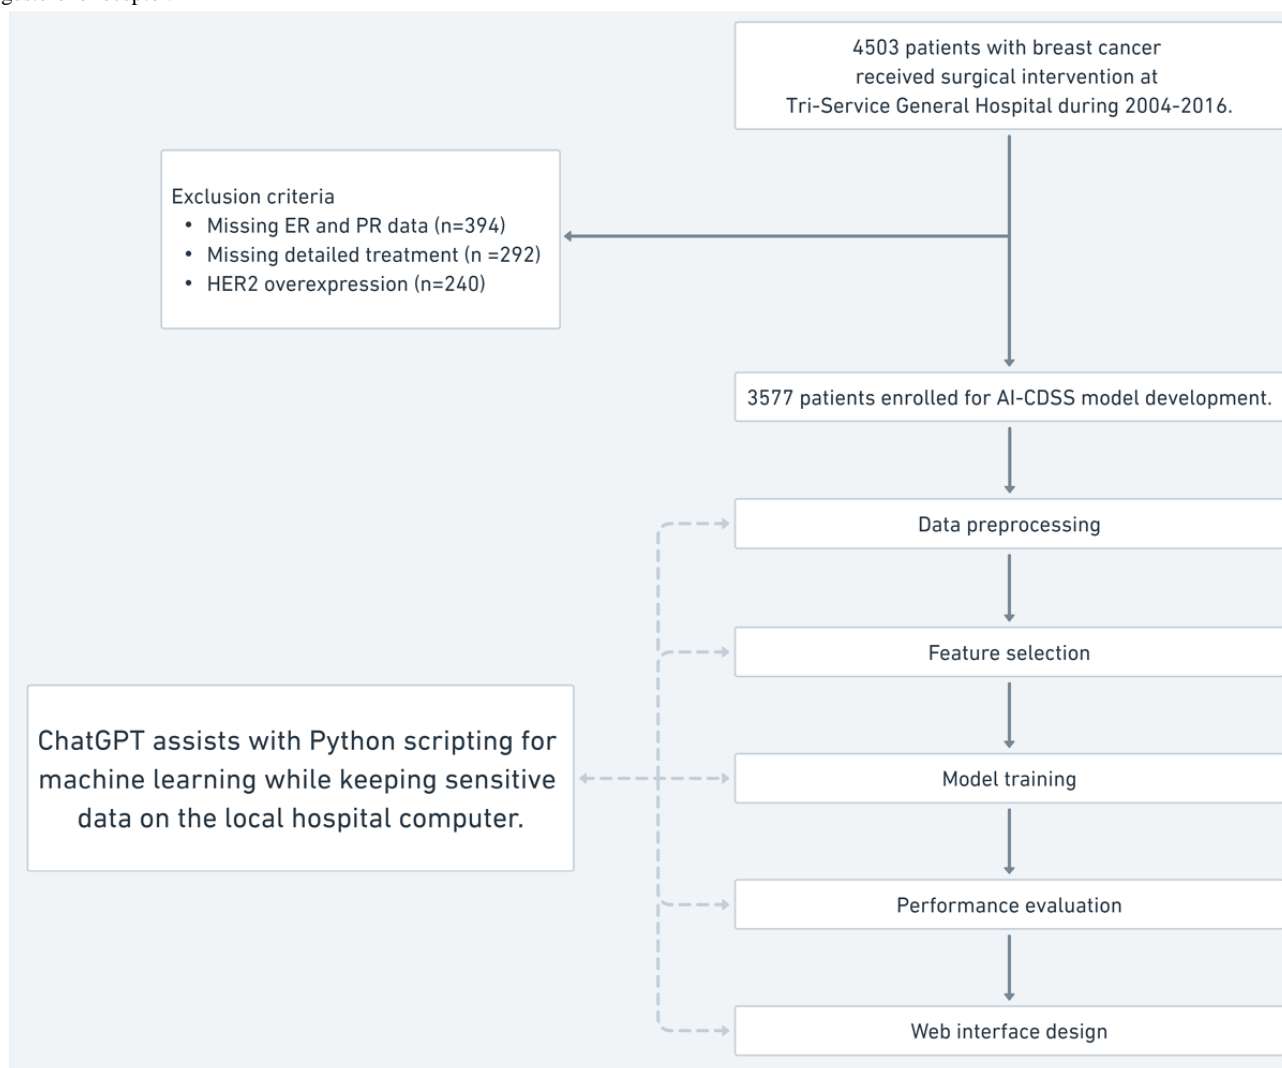 4503 patients with breast cancer
received surgical intervention at
Tri-Service General Hospital during 2004-2016.
Exclusion criteria
• Missing ER and PR data (n=394)
• Missing detailed treatment (n =292)
• HER2 overexpression (n=240)
3577 patients enrolled for AI-CDSS model development.
Data preprocessing
Feature selection
ChatGPT assists with Python scripting for
machine learning while keeping sensitive
data on the local hospital computer.
Model training
Performance evaluation
Web interface design